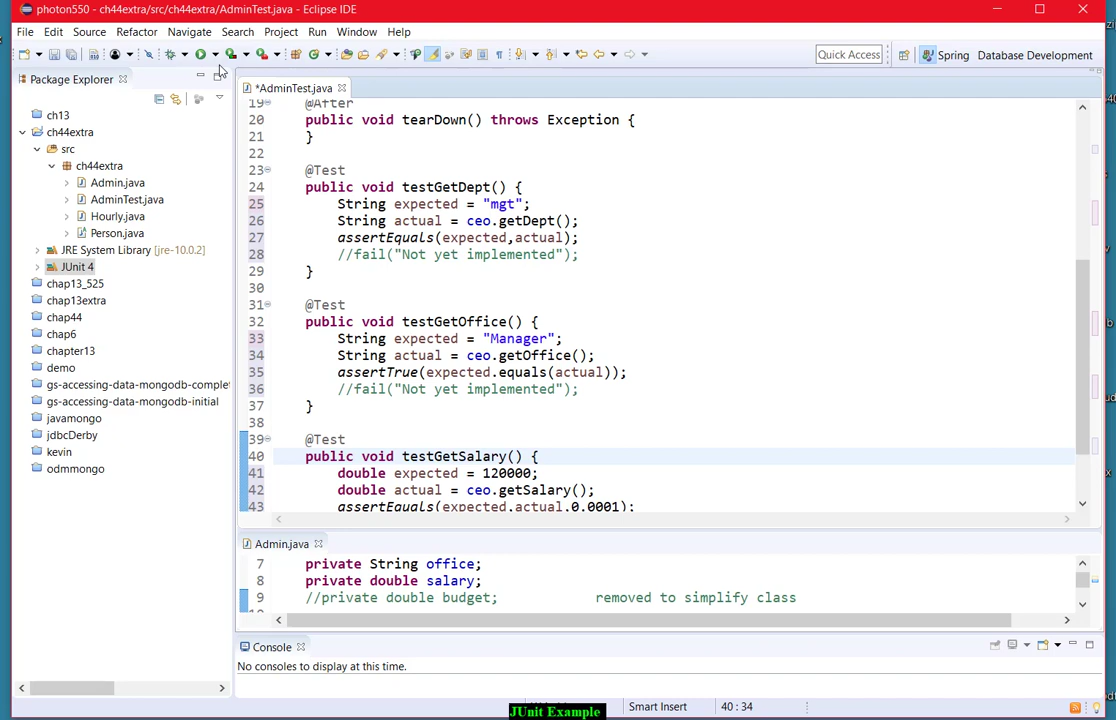 photon550 - ch44extra/src/ch44extra/AdminTest.java - Eclipse IDE
File Edit Source Refactor Navigate Search Project Run Window Help
Quick Access Spring Database Development
Package Explorer
*AdminTest.java
ch13
ch44extra
src
ch44extra
Admin.java
AdminTest.java
Hourly.java
Person.java
JRE System Library [jre-10.0.2]
JUnit 4
chap13_525
chap13extra
chap44
chap6
chapter13
demo
gs-accessing-data-mongodb-complet
gs-accessing-data-mongodb-initial
javamongo
jdbcDerby
kevin
odmmongo
19 @After
20 public void tearDown() throws Exception {
21 }
22
23 @Test
24 public void testGetDept() {
25 String expected = "mgt";
26 String actual = ceo.getDept();
27 assertEquals(expected,actual);
28 //fail("Not yet implemented");
29 }
30
31 @Test
32 public void testGetOffice() {
33 String expected = "Manager";
34 String actual = ceo.getOffice();
35 assertTrue(expected.equals(actual));
36 //fail("Not yet implemented");
37 }
38
39 @Test
40 public void testGetSalary() {
41 double expected = 120000;
42 double actual = ceo.getSalary();
43 assertEquals(expected,actual,0.0001);
Admin.java
7 private String office;
8 private double salary;
9 //private double budget; removed to simplify class
Console
No consoles to display at this time.
JUnit Example
Smart Insert 40 : 34